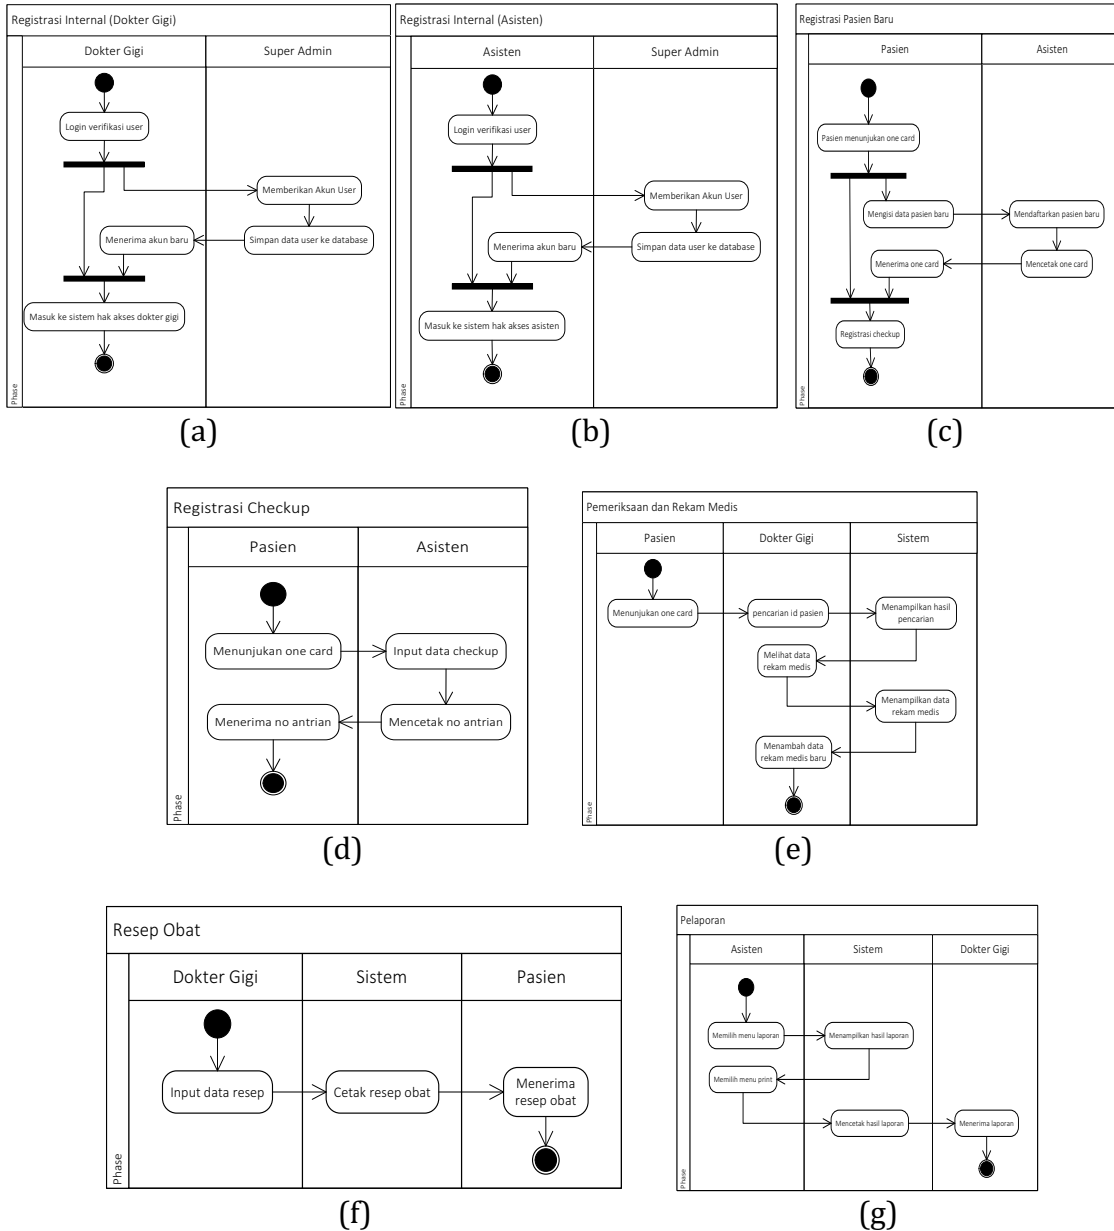 Registrasi Internal (Dokter Gigi)
Dokter Gigi
Super Admin
Login verifikasi user
Memberikan Akun User
Menerima akun baru
Simpan data user ke database
Masuk ke sistem hak akses dokter gigi
Phase
(a)
Registrasi Internal (Asisten)
Asisten
Super Admin
Login verifikasi user
Memberikan Akun User
Menerima akun baru
Simpan data user ke database
Masuk ke sistem hak akses asisten
Phase
(b)
Registrasi Pasien Baru
Pasien
Asisten
Pasien menunjukan one card
Mengisi data pasien baru
Mendaftarkan pasien baru
Menerima one card
Mencetak one card
Registrasi checkup
Phase
(c)
Registrasi Checkup
Pasien
Asisten
Menunjukan one card
Input data checkup
Menerima no antrian
Mencetak no antrian
Phase
(d)
Pemeriksaan dan Rekam Medis
Pasien
Dokter Gigi
Sistem
Menunjukan one card
pencarian id pasien
Menampilkan hasil
pencarian
Melihat data
rekam medis
Menampilkan data
rekam medis
Menambah data
rekam medis baru
Phase
(e)
Resep Obat
Dokter Gigi
Sistem
Pasien
Input data resep
Cetak resep obat
Menerima
resep obat
Phase
(f)
Pelaporan
Asisten
Sistem
Dokter Gigi
Memilih menu laporan
Menampilkan hasil laporan
Memilih menu print
Mencetak hasil laporan
Menerima laporan
Phase
(g)